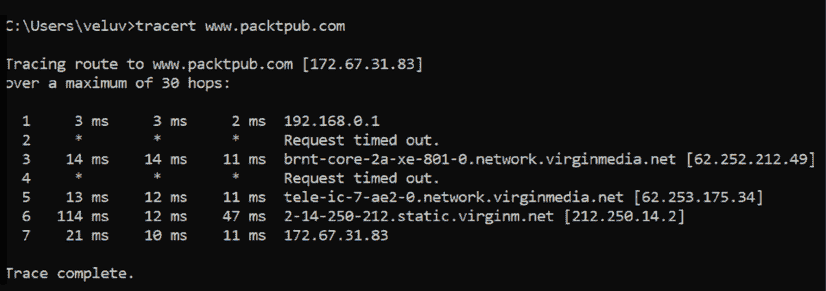 C:\Users\veluv>tracert www.packtpub.com
Tracing route to www.packtpub.com [172.67.31.83]
over a maximum of 30 hops:
1 3 ms 3 ms 2 ms 192.168.0.1
2 * * * Request timed out.
3 14 ms 14 ms 11 ms brnt-core-2a-xe-801-0.network.virginmedia.net [62.252.212.49]
4 * * * Request timed out.
5 13 ms 12 ms 11 ms tele-ic-7-ae2-0.network.virginmedia.net [62.253.175.34]
6 114 ms 12 ms 47 ms 2-14-250-212.static.virginm.net [212.250.14.2]
7 21 ms 10 ms 11 ms 172.67.31.83
Trace complete.